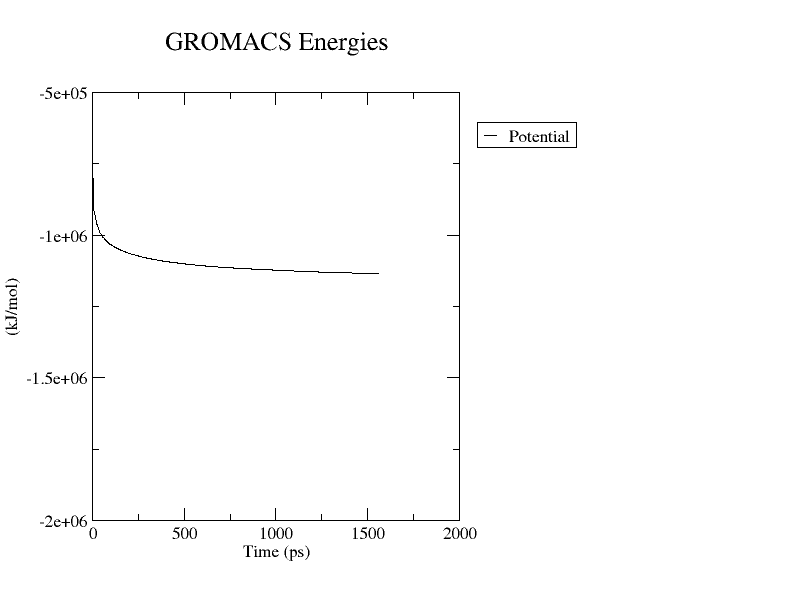 GROMACS Energies
-5e+05
Potential
-1e+06
(kJ/mol)
-1.5e+06
-2e+06
0 500 1000 1500 2000
Time (ps)